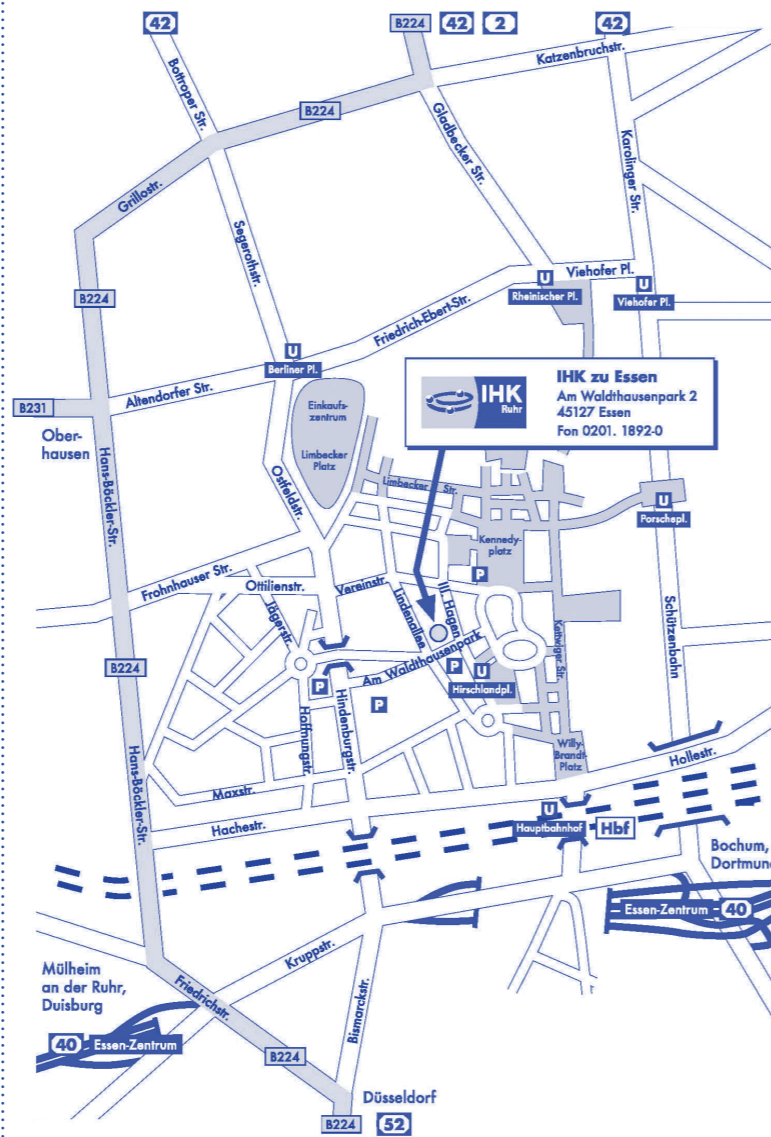 42
B224
42
2
42
Katzenbruchstr.
Bottroper Str.
B224
Gladbecker Str.
Karolinger Str.
Grillostr.
Segerothstr.
Viehofer Pl.
U
Rheinischer Pl.
U
Viehofer Pl.
B224
Friedrich-Ebert-Str.
U
Berliner Pl.
Altendorfer Str.
B231
Ober-
hausen
IHK
Ruhr
IHK zu Essen
Am Waldthausenpark 2
45127 Essen
Fon 0201. 1892-0
Einkaufs-
zentrum
Limbecker
Platz
Hans-Böckler-Str.
Ostfeldstr.
Limbecker Str.
U
Porschepl.
Kennedy-
platz
P
Frohnhauser Str.
Ottilienstr.
Vereinstr.
Jägerstr.
Lindenallee
III. Hagen
Kettwiger Str.
Schützenbahn
B224
Am Waldthausenpark
P
P
P
U
Hirschlandpl.
Hoffnungstr.
Hindenburgstr.
Willy-
Brandt-
Platz
Hans-Böckler-Str.
Maxstr.
Hollestr.
Hachestr.
U
Hauptbahnhof
Hbf
Bochum,
Dortmund
Essen-Zentrum
40
Mülheim
an der Ruhr,
Duisburg
Kruppstr.
Friedrichstr.
Bismarckstr.
40
Essen-Zentrum
B224
Düsseldorf
B224
52